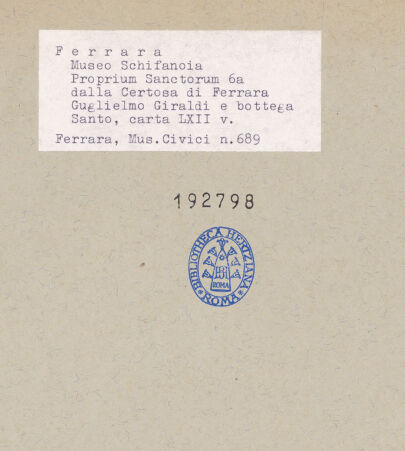 F e r r a r a
Museo Schifanoia
Proprium Sanctorum 6a
dalla Certosa di Ferrara
Guglielmo Giraldi e bottega
Santo, carta LXII v.
Ferrara, Mus.Civici n.689
192798
BIBLIOTHECA HERTZIANA
ROMA
ROMA